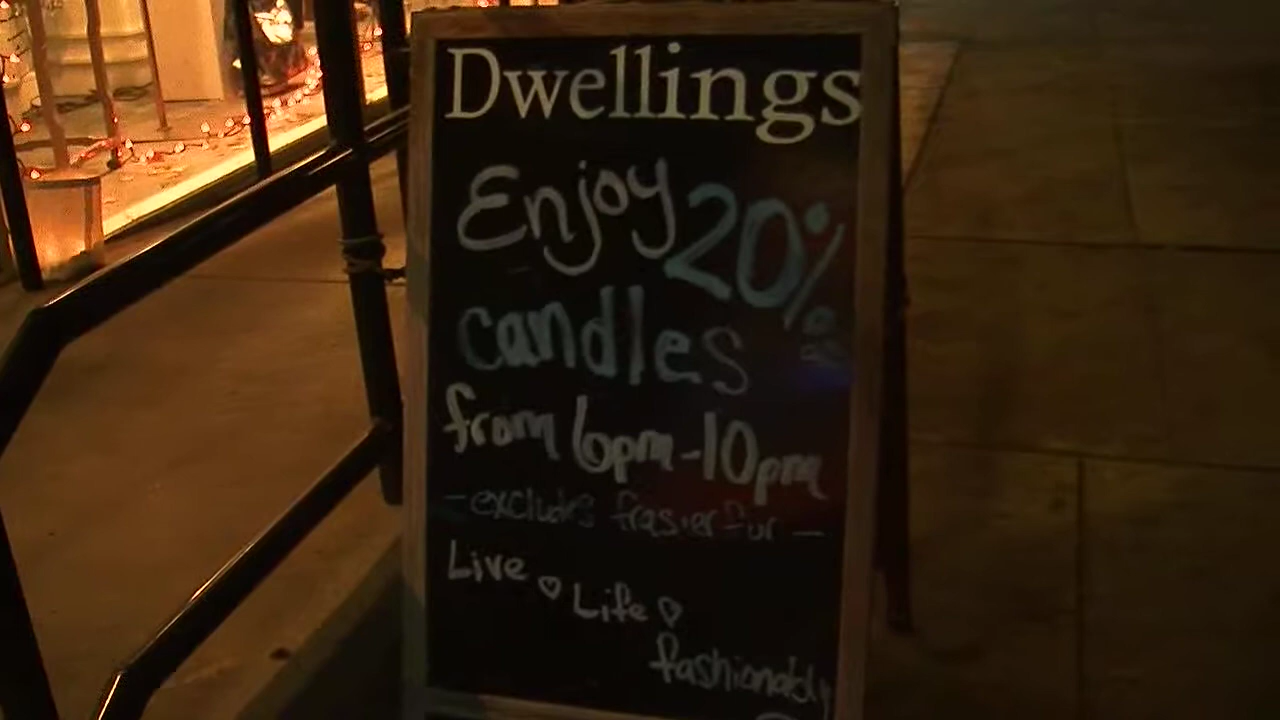 Dwellings
Enjoy 20%
candles
from 6pm-10pm
-excludes frasier fur-
Live ♡ Life ♡
fashionably